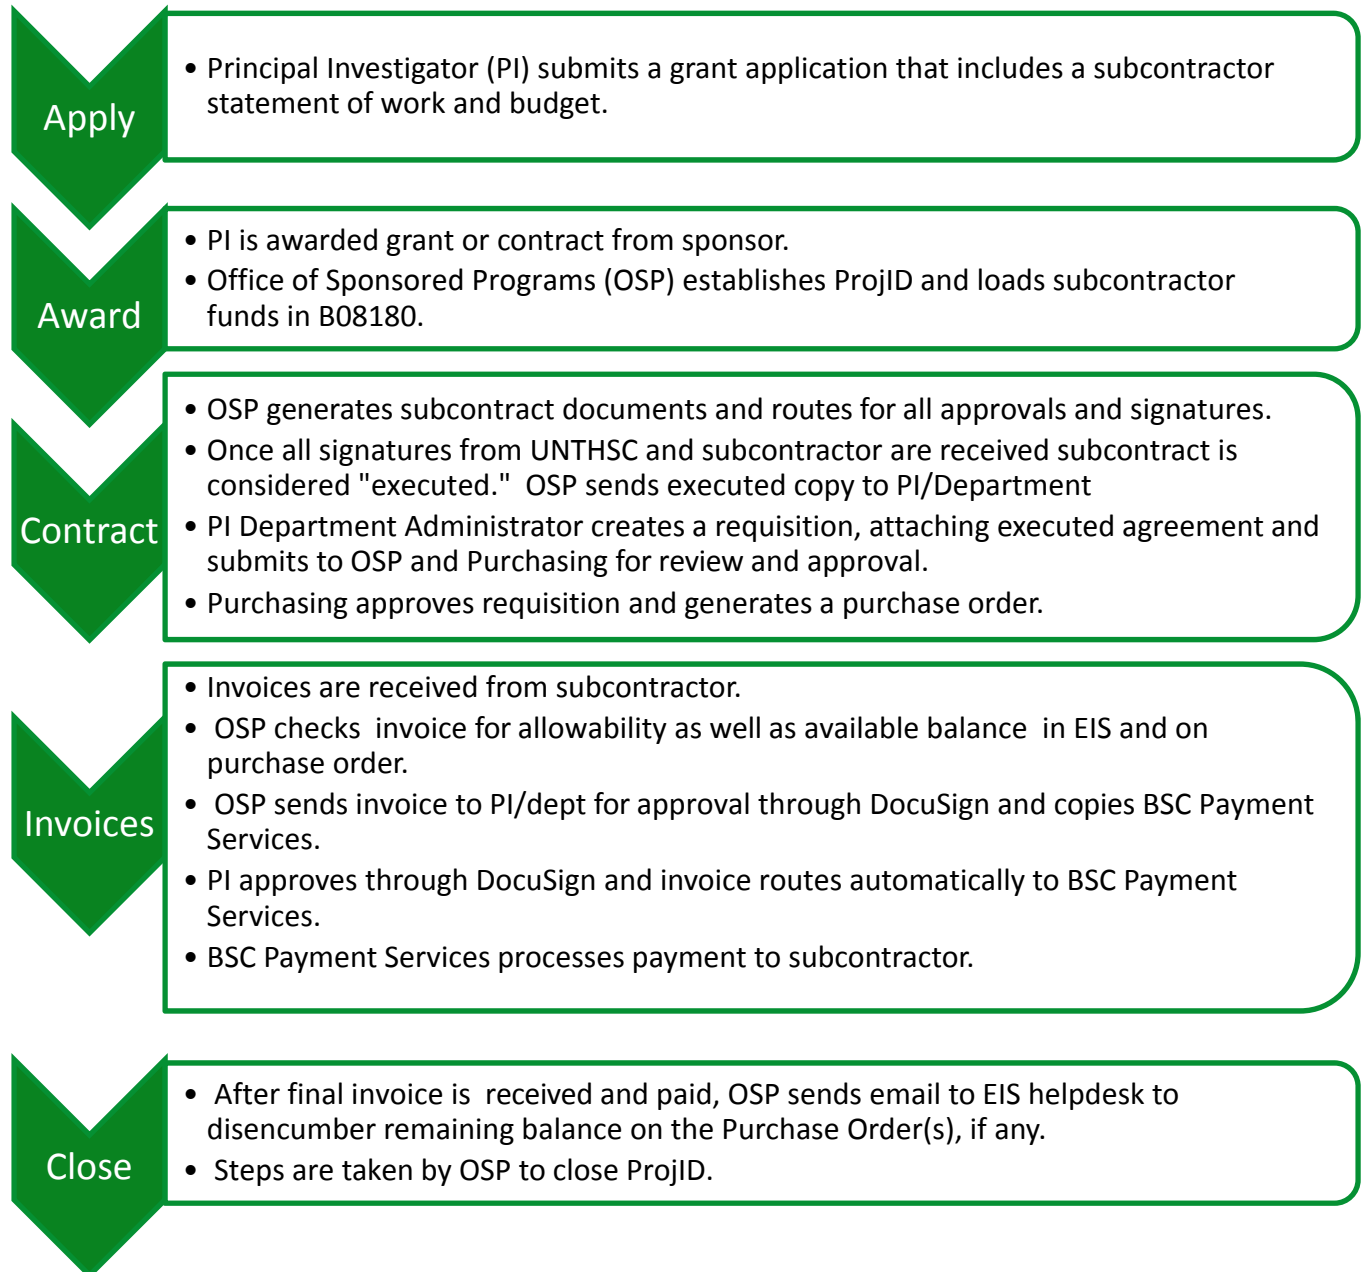 Apply
• Principal Investigator (PI) submits a grant application that includes a subcontractor
statement of work and budget.
Award
• PI is awarded grant or contract from sponsor.
• Office of Sponsored Programs (OSP) establishes ProjID and loads subcontractor
funds in B08180.
Contract
• OSP generates subcontract documents and routes for all approvals and signatures.
• Once all signatures from UNTHSC and subcontractor are received subcontract is
considered "executed."  OSP sends executed copy to PI/Department
• PI Department Administrator creates a requisition, attaching executed agreement and
submits to OSP and Purchasing for review and approval.
• Purchasing approves requisition and generates a purchase order.
Invoices
• Invoices are received from subcontractor.
• OSP checks  invoice for allowability as well as available balance  in EIS and on
purchase order.
• OSP sends invoice to PI/dept for approval through DocuSign and copies BSC Payment
Services.
• PI approves through DocuSign and invoice routes automatically to BSC Payment
Services.
• BSC Payment Services processes payment to subcontractor.
Close
• After final invoice is  received and paid, OSP sends email to EIS helpdesk to
disencumber remaining balance on the Purchase Order(s), if any.
• Steps are taken by OSP to close ProjID.